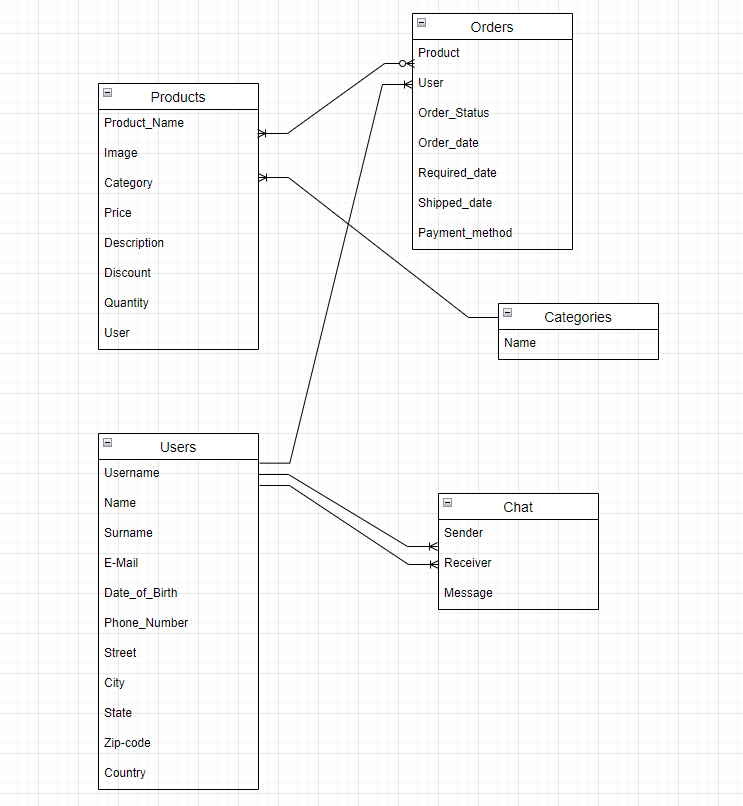 Orders
Product
User
Order_Status
Order_date
Required_date
Shipped_date
Payment_method
Products
Product_Name
Image
Category
Price
Description
Discount
Quantity
User
Categories
Name
Users
Username
Name
Surname
E-Mail
Date_of_Birth
Phone_Number
Street
City
State
Zip-code
Country
Chat
Sender
Receiver
Message